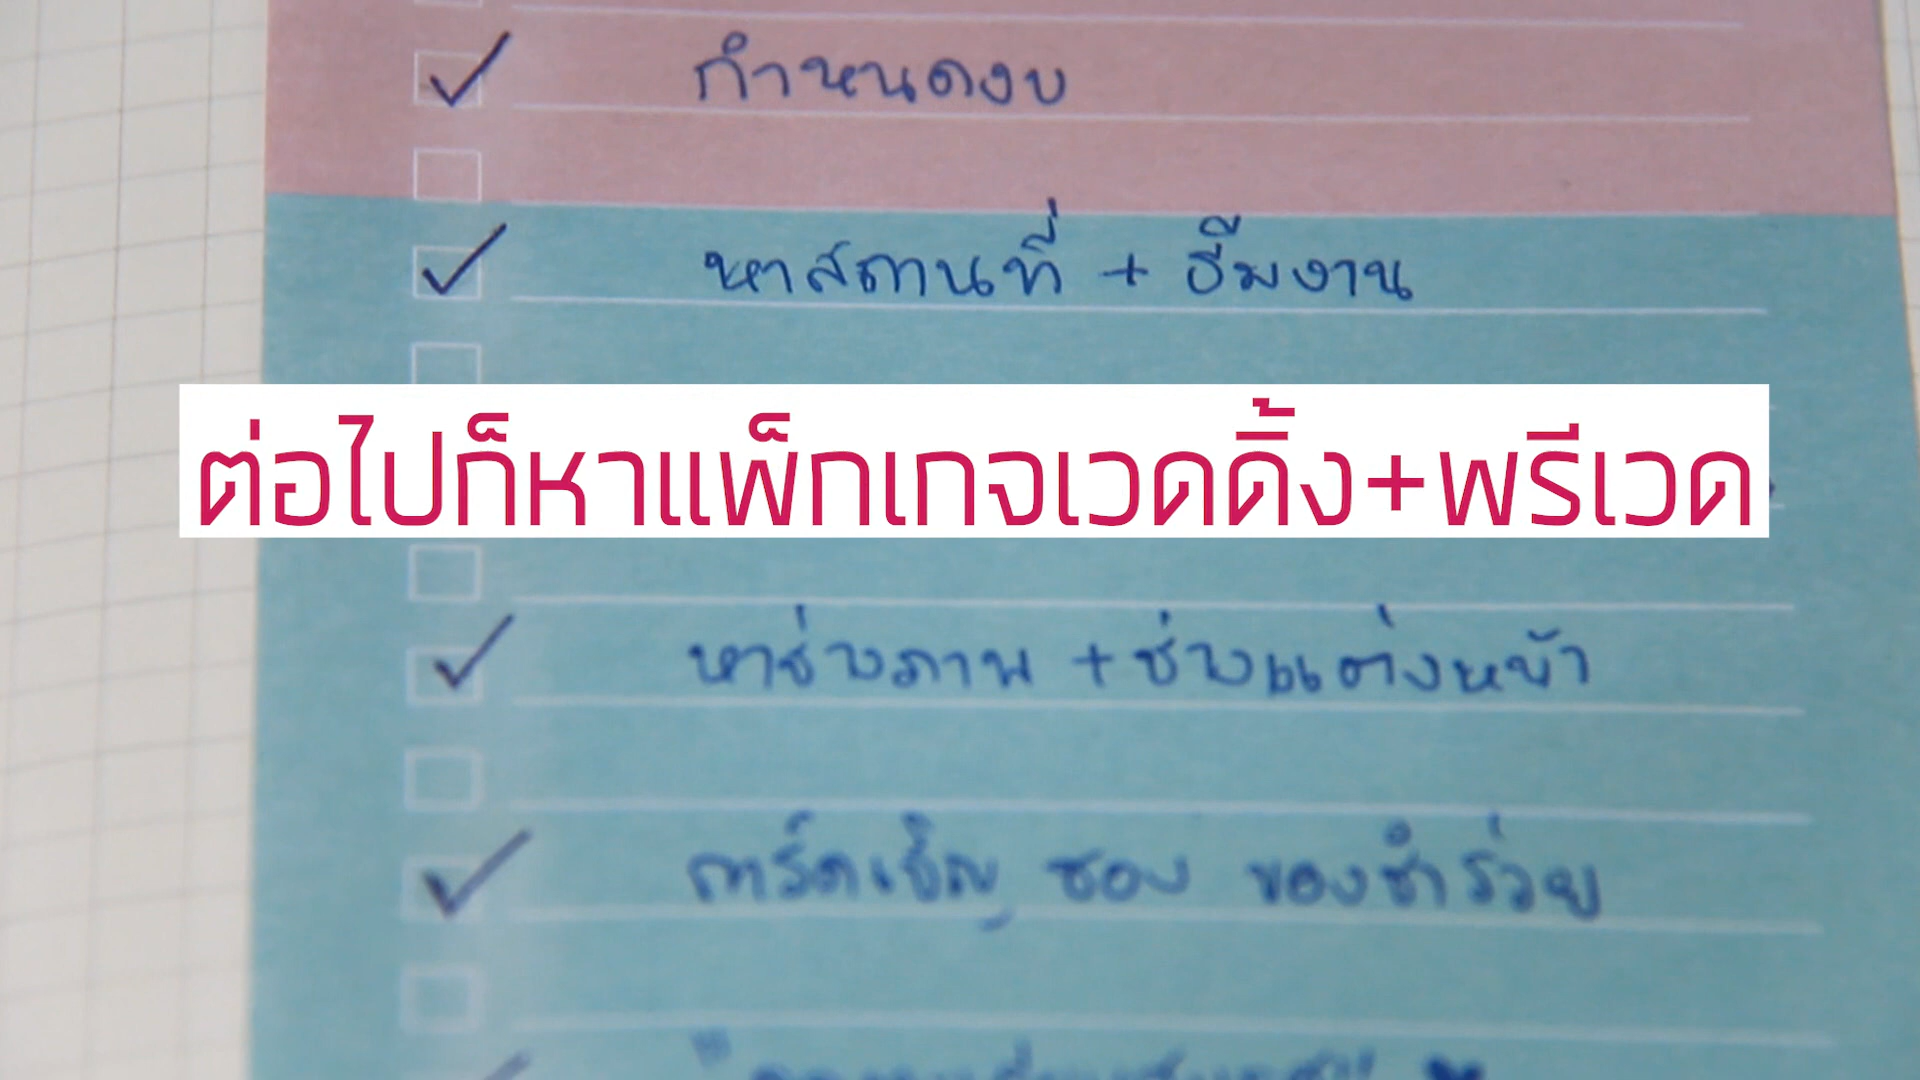 กำหนดงบ
หาสถานที่ + ธีมงาน
ต่อไปก็หาแพ็กเกจเวดดิ้ง+พรีเวด
หาช่างภาพ + ช่างแต่งหน้า
การ์ดเชิญ ซอง ของชำร่วย